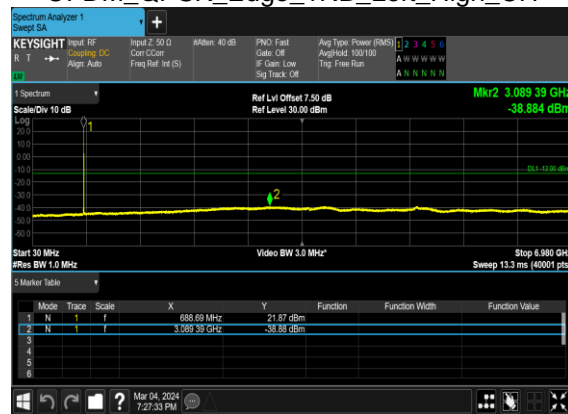 Spectrum Analyzer 1
Swept SA
+
KEYSIGHT Input: RF Input Z: 50 Ω #Atten: 40 dB PNO: Fast Avg Type: Power (RMS) 1 2 3 4 5 6
R T Coupling: DC Corr CCorr Gate: Off Avg|Hold: 100/100 A W W W W W
Align: Auto Freq Ref: Int (S) IF Gain: Low Trig: Free Run
LU Sig Track: Off A N N N N N
1 Spectrum Ref Lvl Offset 7.50 dB Mkr2 3.089 39 GHz
Scale/Div 10 dB Ref Level 30.00 dBm -38.884 dBm
Log
20.0
10.0
0.00
-10.0
-20.0
-30.0
-40.0
-50.0
-60.0
1
DL1 -13.00 dBm
2
Start 30 MHz Video BW 3.0 MHz* Stop 6.980 GHz
#Res BW 1.0 MHz Sweep 13.3 ms (40001 pts)
5 Marker Table
Mode Trace Scale X Y Function Function Width Function Value
1 N 1 f 688.69 MHz 21.87 dBm
2 N 1 f 3.089 39 GHz -38.88 dBm
3
4
5
6
? Mar 04, 2024
7:27:33 PM